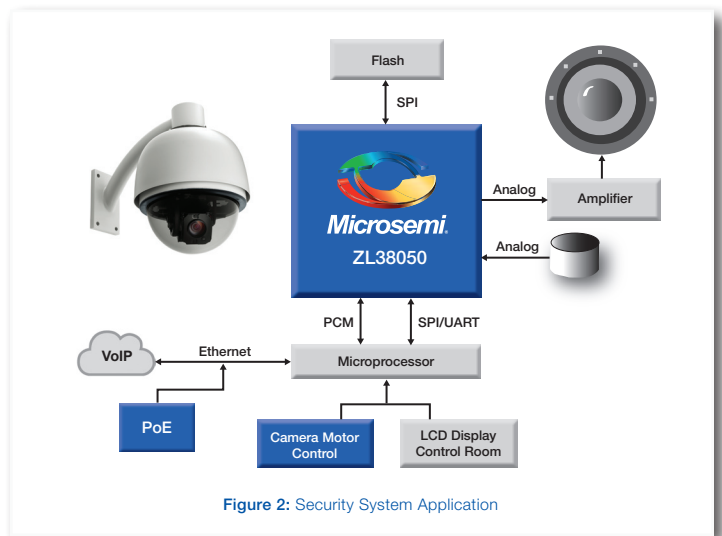 Flash
SPI
Microsemi.
ZL38050
Analog
Amplifier
Analog
PCM
SPI/UART
VoIP
Ethernet
Microprocessor
PoE
Camera Motor
Control
LCD Display
Control Room
Figure 2: Security System Application